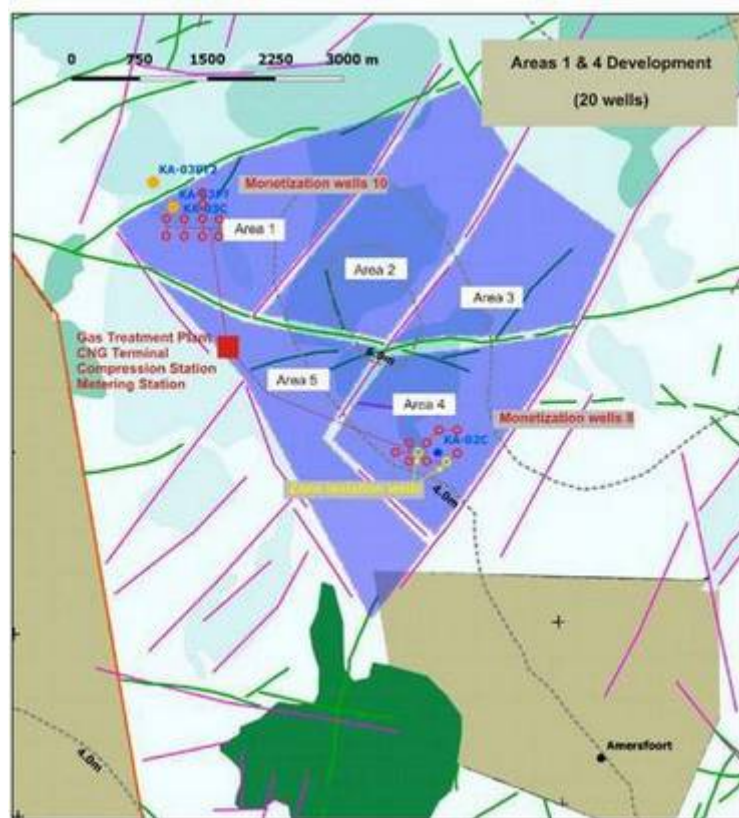 0 750 1500 2250 3000 m
Areas 1 & 4 Development
(20 wells)
KA-03PT2
KA-03PT
KA-03C
Monetization wells 10
Area 1
Area 2
Area 3
Gas Treatment Plant
CNG Terminal
Compression Station
Metering Station
Area 5
Area 4
Monetization wells 8
KA-02C
4.0m
Amersfoort
4.0m